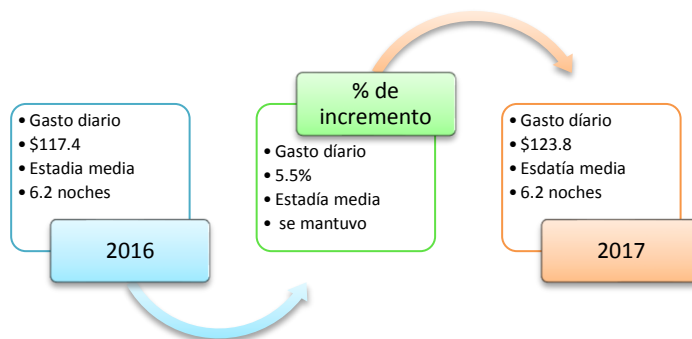 • Gasto diario
• $117.4
• Estadia media
• 6.2 noches
2016
% de
incremento
• Gasto díario
• 5.5%
• Estadía media
• se mantuvo
• Gasto díario
• $123.8
• Esdatía media
• 6.2 noches
2017